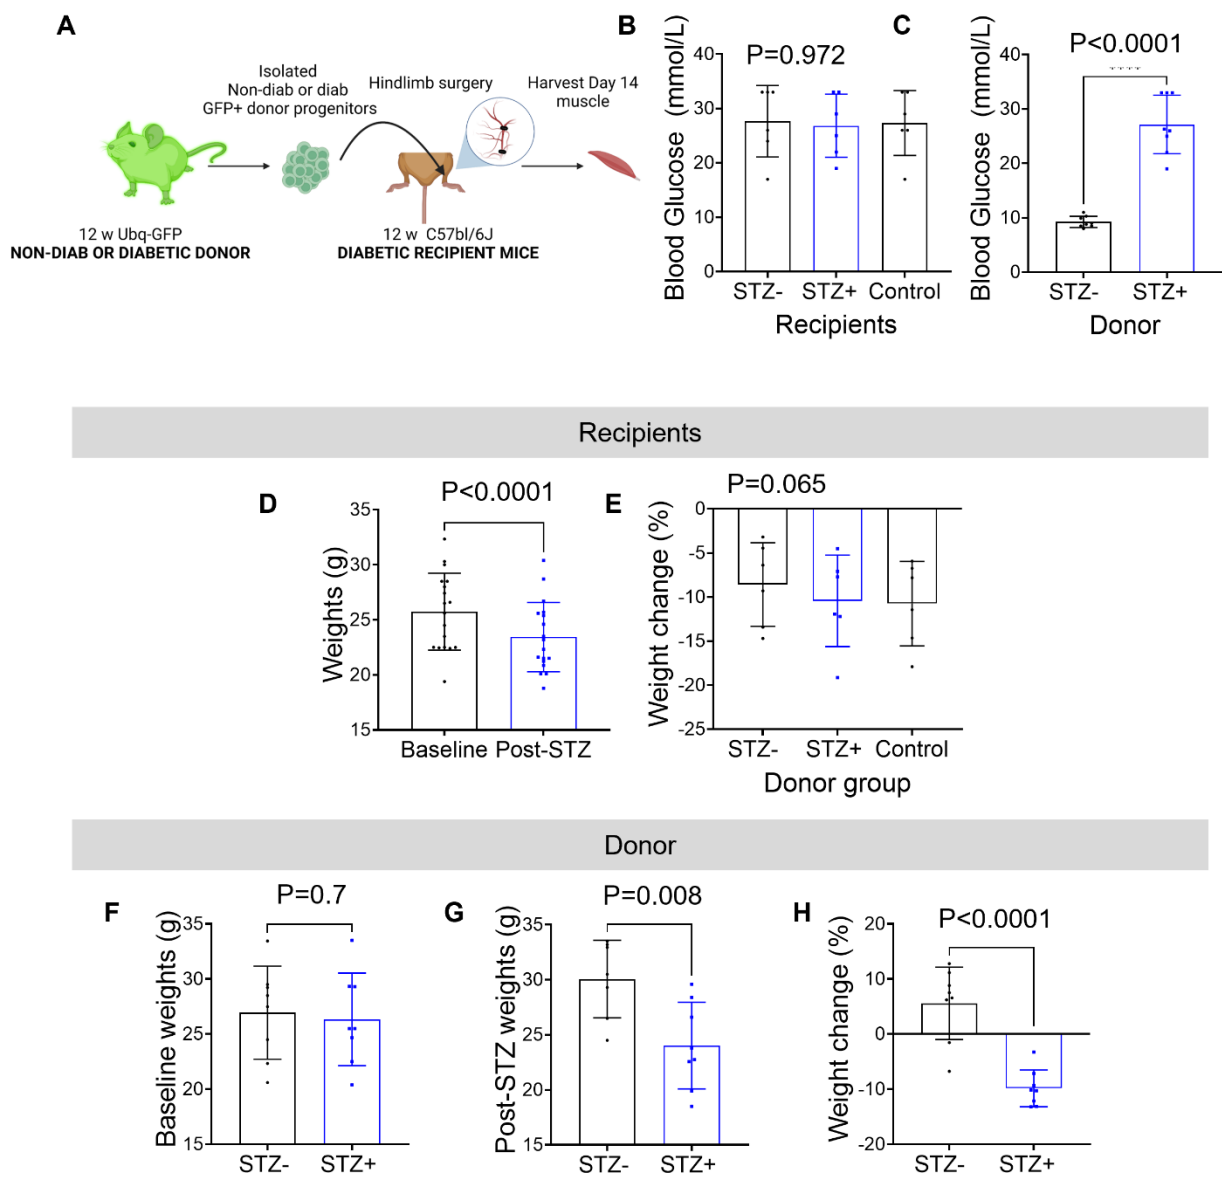 A
Isolated
Non-diab or diab
GFP+ donor progenitors
Hindlimb surgery
Harvest Day 14
muscle
12 w Ubq-GFP
NON-DIAB OR DIABETIC DONOR
12 w C57bl/6J
DIABETIC RECIPIENT MICE
B
P=0.972
Blood Glucose (mmol/L)
40
30
20
10
0
STZ-
STZ+
Control
Recipients
C
P<0.0001
****
Blood Glucose (mmol/L)
40
30
20
10
0
STZ-
STZ+
Donor
Recipients
D
P<0.0001
Weights (g)
35
30
25
20
15
Baseline
Post-STZ
E
P=0.065
Weight change (%)
0
-5
-10
-15
-20
-25
STZ-
STZ+
Control
Donor group
Donor
F
P=0.7
Baseline weights (g)
35
30
25
20
15
STZ-
STZ+
G
P=0.008
Post-STZ weights (g)
35
30
25
20
15
STZ-
STZ+
H
P<0.0001
Weight change (%)
20
10
0
-10
-20
STZ-
STZ+